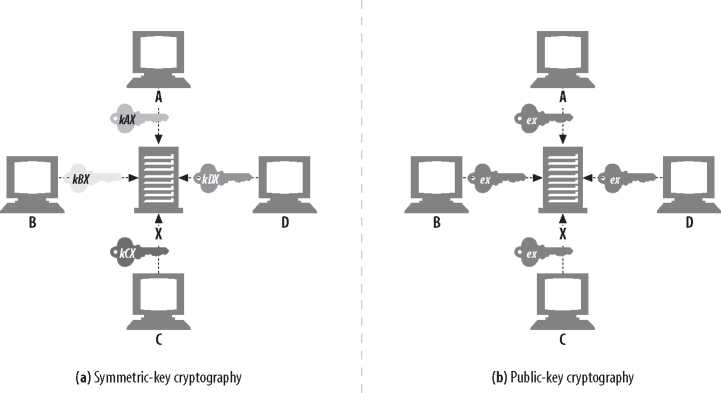 A
kAX
B
kBX
kDX
D
X
kCX
C
(a) Symmetric-key cryptography
A
ex
B
ex
ex
D
X
ex
C
(b) Public-key cryptography